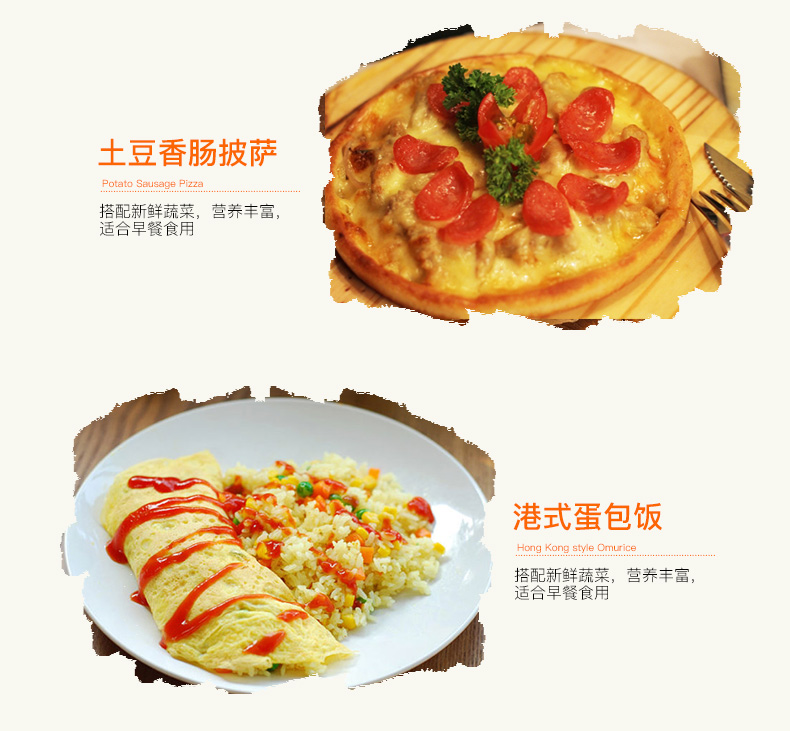 土豆香肠披萨
Potato Sausage Pizza
搭配新鲜蔬菜，营养丰富，
适合早餐食用
港式蛋包饭
Hong Kong style Omurice
搭配新鲜蔬菜，营养丰富，
适合早餐食用